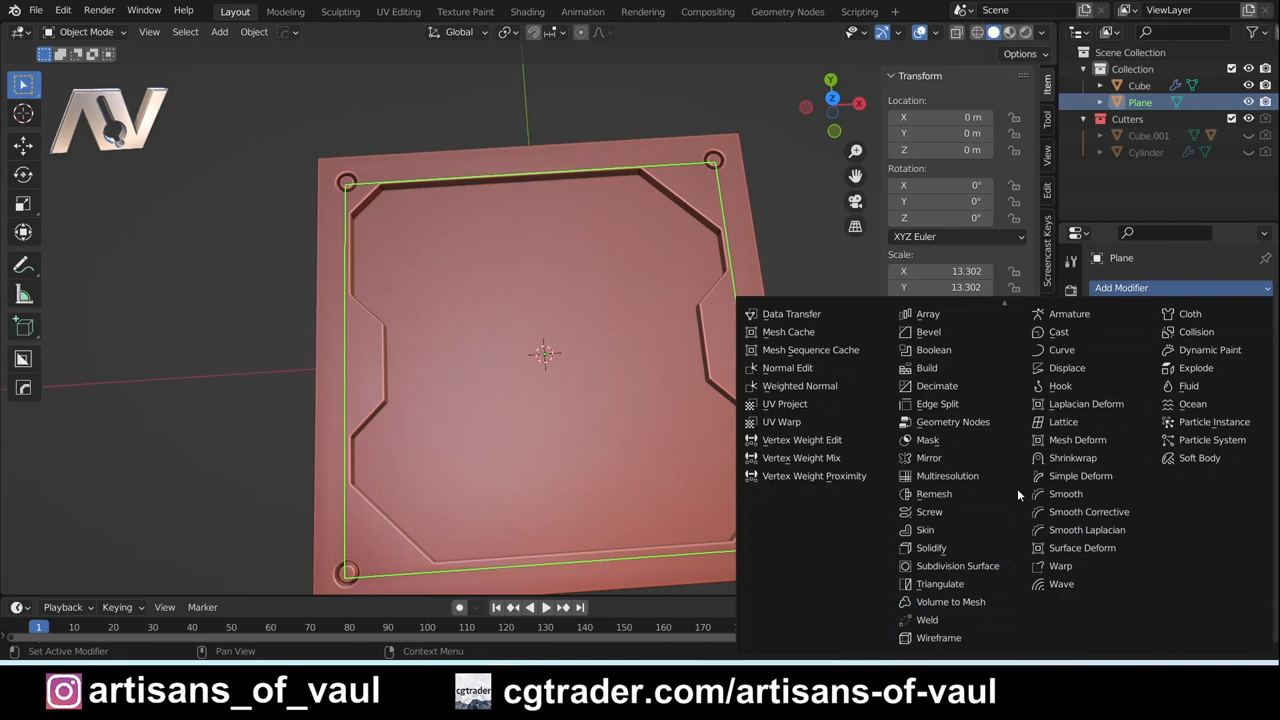 File Edit Render Window Help Layout Modeling Sculpting UV Editing Texture Paint Shading Animation Rendering Compositing Geometry Nodes Scripting + Scene ViewLayer
Object Mode View Select Add Object Global
Options
AV
Transform
Location:
X 0 m
Y 0 m
Z 0 m
Rotation:
X 0°
Y 0°
Z 0°
XYZ Euler
Scale:
X 13.302
Y 13.302
Item
Tool
View
Edit
Screencast Keys
Y
Z
X
Scene Collection
Collection
Cube
Plane
Cutters
Cube.001
Cylinder
Plane
Add Modifier
Data Transfer
Mesh Cache
Mesh Sequence Cache
Normal Edit
Weighted Normal
UV Project
UV Warp
Vertex Weight Edit
Vertex Weight Mix
Vertex Weight Proximity
Array
Bevel
Boolean
Build
Decimate
Edge Split
Geometry Nodes
Mask
Mirror
Multiresolution
Remesh
Screw
Skin
Solidify
Subdivision Surface
Triangulate
Volume to Mesh
Weld
Wireframe
Armature
Cast
Curve
Displace
Hook
Laplacian Deform
Lattice
Mesh Deform
Shrinkwrap
Simple Deform
Smooth
Smooth Corrective
Smooth Laplacian
Surface Deform
Warp
Wave
Cloth
Collision
Dynamic Paint
Explode
Fluid
Ocean
Particle Instance
Particle System
Soft Body
Playback Keying View Marker
1 80 90 100 110 120 130 140 150 160 170
Set Active Modifier Pan View Context Menu
artisans_of_vaul cgtrader cgtrader.com/artisans-of-vaul